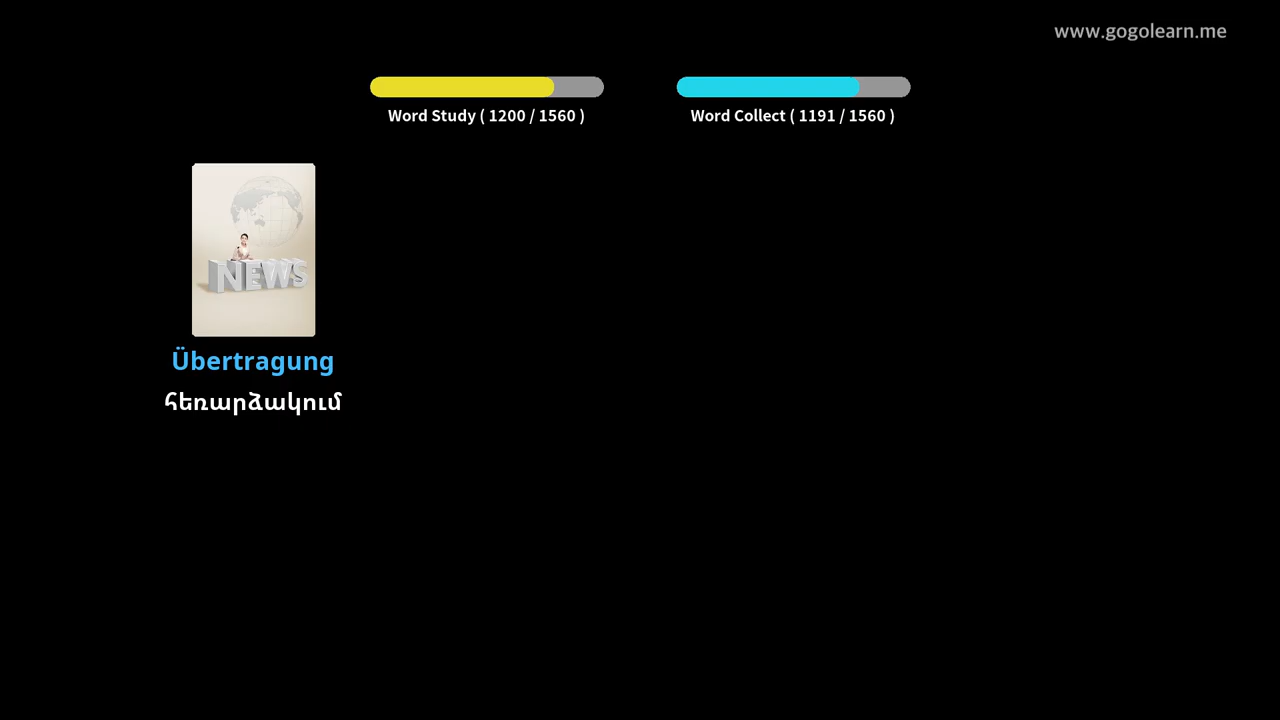 www.gogolearn.me
Word Study ( 1200 / 1560 )
Word Collect ( 1191 / 1560 )
NEWS
Übertragung
հեռարձակում